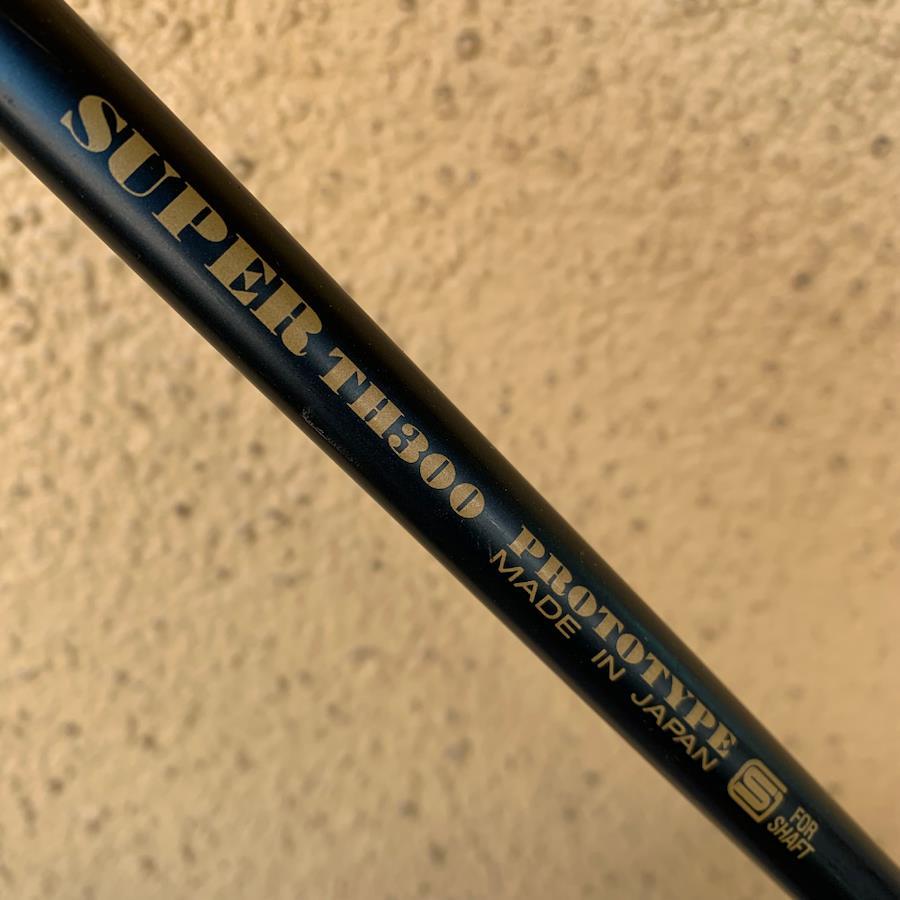 SUPER TH300 PROTOTYPE
MADE IN JAPAN
S FOR
SHAFT